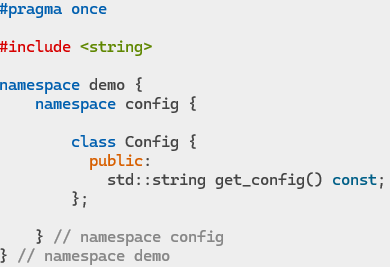 #pragma once

#include <string>

namespace demo {
    namespace config {

        class Config {
          public:
            std::string get_config() const;
        };

    } // namespace config
} // namespace demo